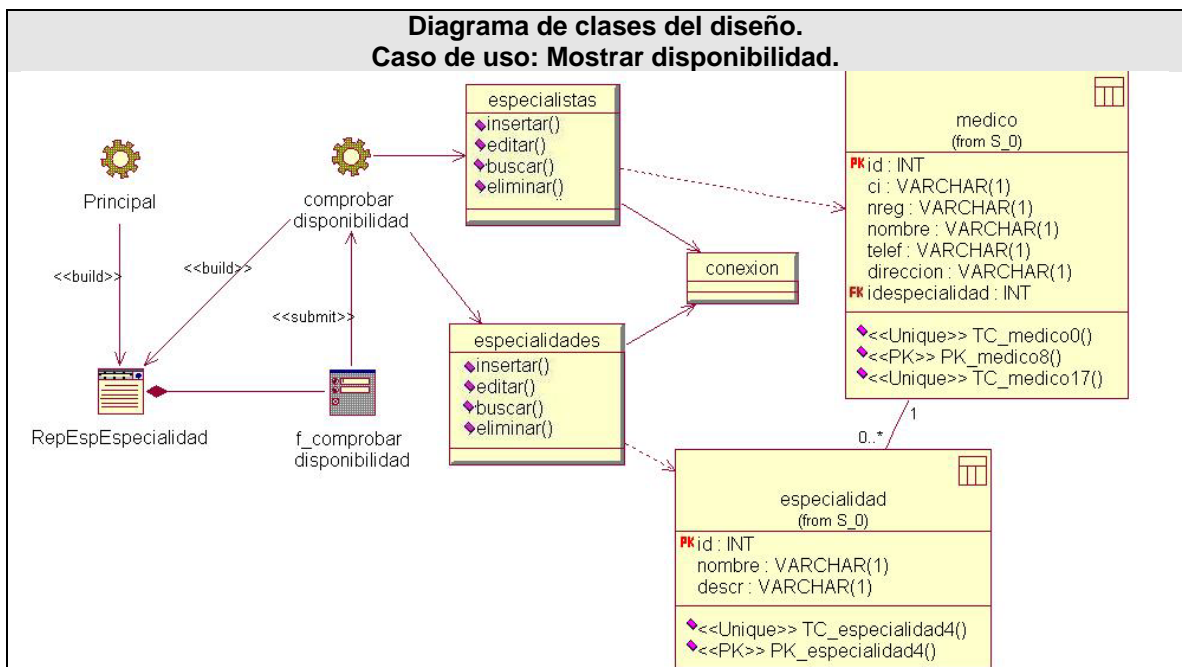 Diagrama de clases del diseño.
Caso de uso: Mostrar disponibilidad.
Principal
comprobar
disponibilidad
<<build>>
<<build>>
<<submit>>
RepEspEspecialidad
f_comprobar
disponibilidad
especialistas
insertar()
editar()
buscar()
eliminar()
especialidades
insertar()
editar()
buscar()
eliminar()
conexion
medico
(from S_0)
PK id : INT
ci : VARCHAR(1)
nreg : VARCHAR(1)
nombre : VARCHAR(1)
telef : VARCHAR(1)
direccion : VARCHAR(1)
FK idespecialidad : INT
<<Unique>> TC_medico0()
<<PK>> PK_medico8()
<<Unique>> TC_medico17()
1
0..*
especialidad
(from S_0)
PK id : INT
nombre : VARCHAR(1)
descr : VARCHAR(1)
<<Unique>> TC_especialidad4()
<<PK>> PK_especialidad4()